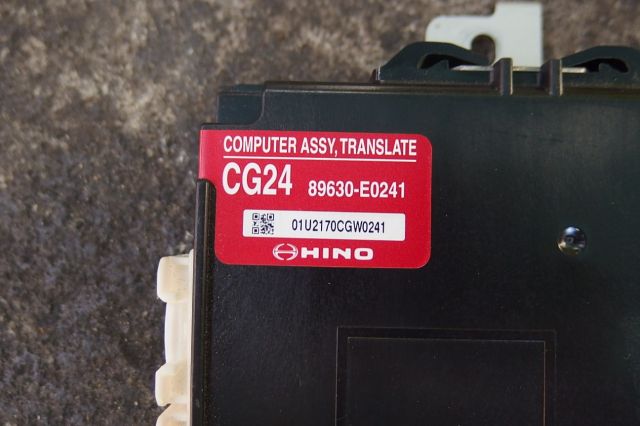 COMPUTER ASSY, TRANSLATE
CG24 89630-E0241
01U2170CGW0241
HINO